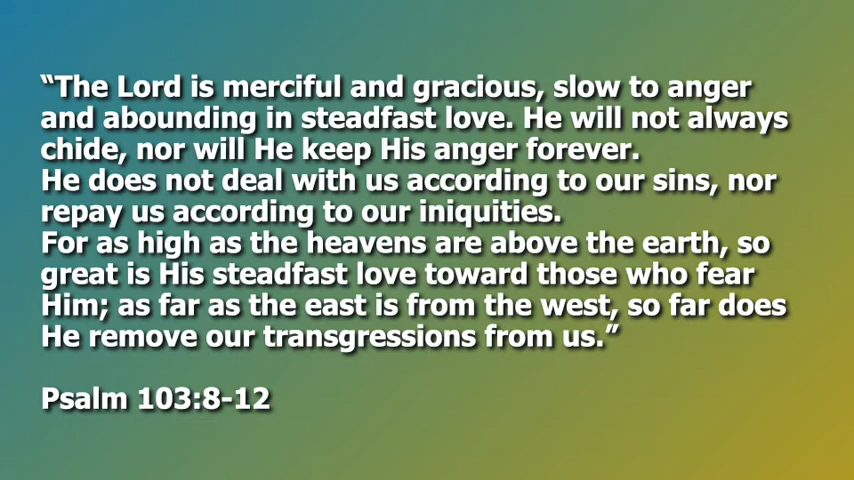 “The Lord is merciful and gracious, slow to anger
and abounding in steadfast love. He will not always
chide, nor will He keep His anger forever.
He does not deal with us according to our sins, nor
repay us according to our iniquities.
For as high as the heavens are above the earth, so
great is His steadfast love toward those who fear
Him; as far as the east is from the west, so far does
He remove our transgressions from us.”
Psalm 103:8-12